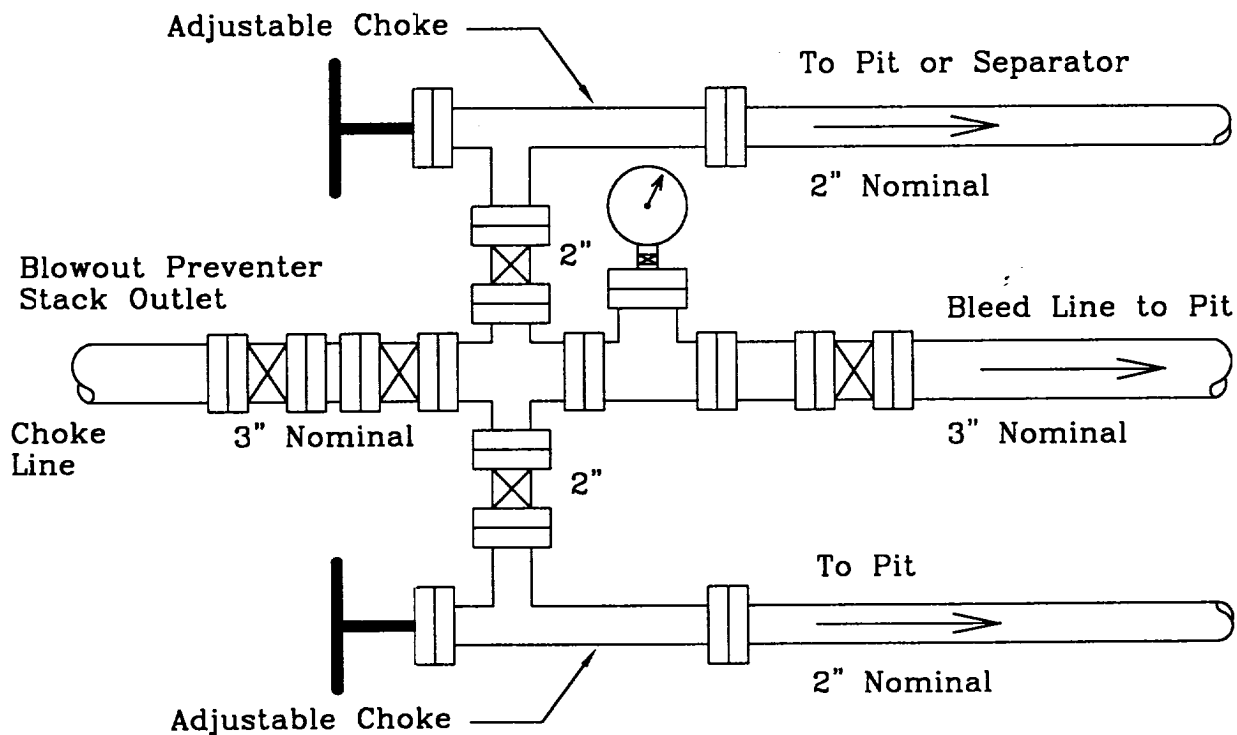 Adjustable Choke
To Pit or Separator
2" Nominal
2"
Blowout Preventer
Stack Outlet
Bleed Line to Pit
3" Nominal
3" Nominal
Choke
Line
2"
To Pit
2" Nominal
Adjustable Choke